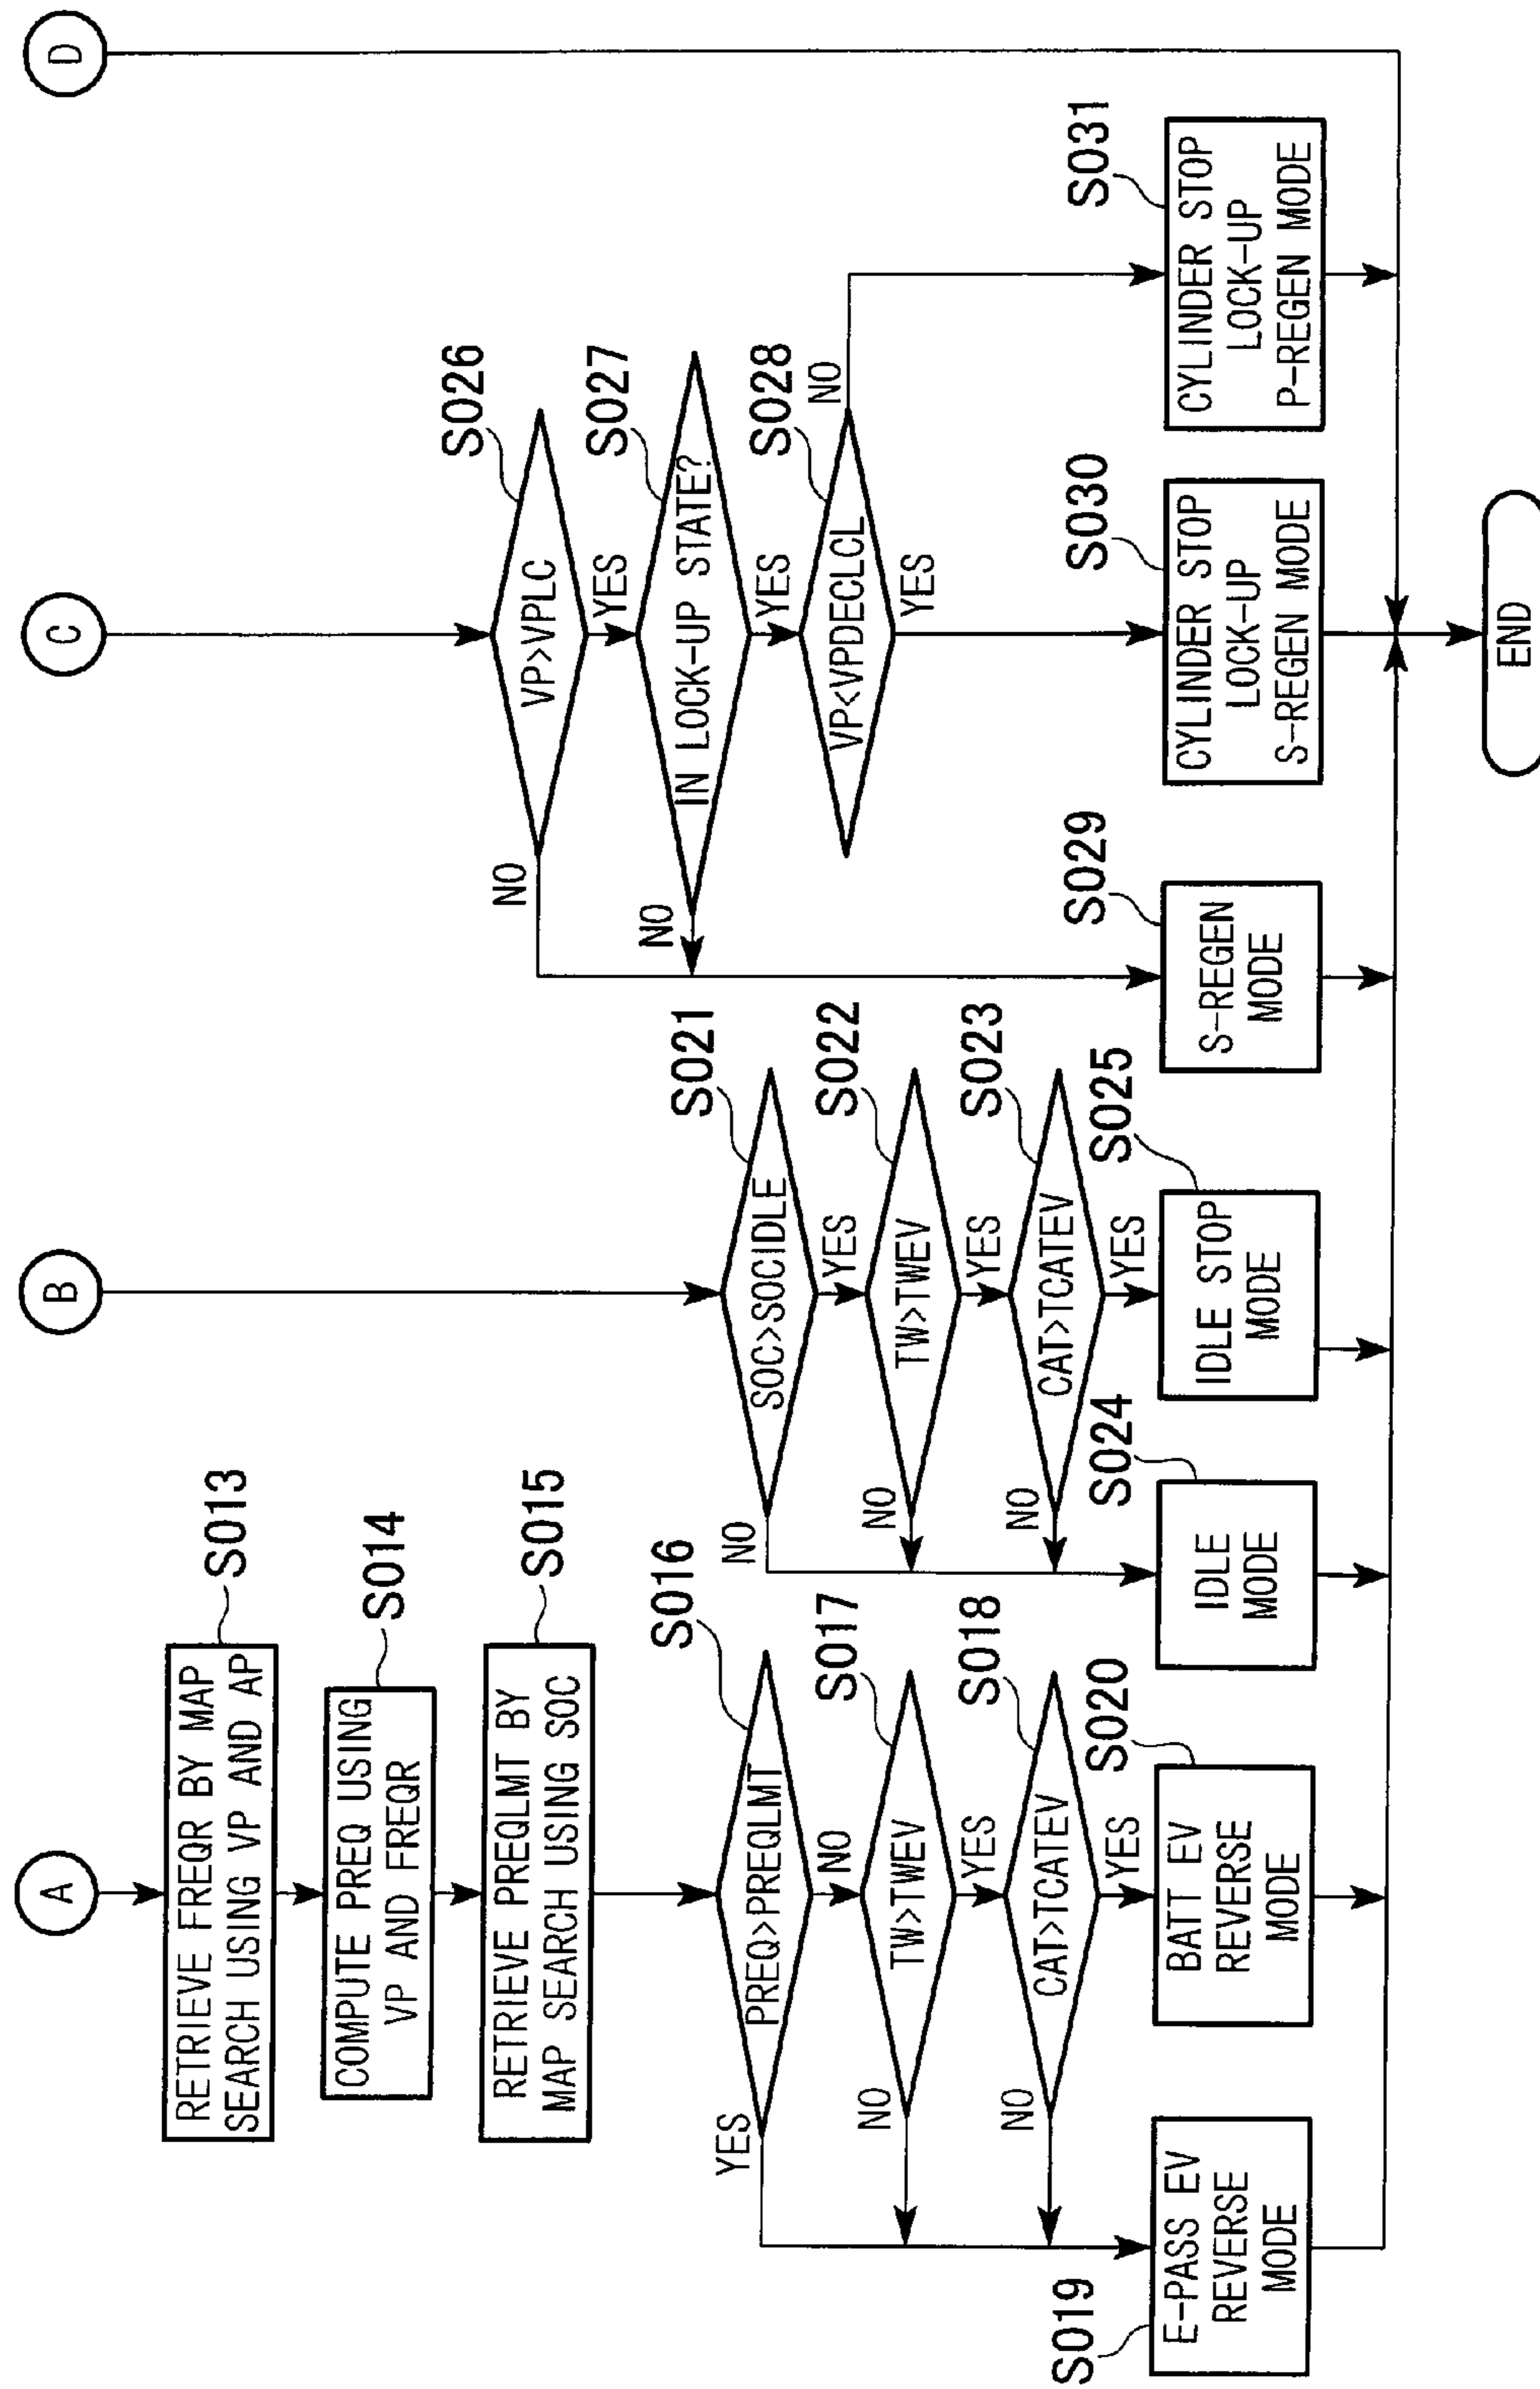 A
RETRIEVE FREQR BY MAP
SEARCH USING VP AND AP
S013
COMPUTE PREQ USING
VP AND FREQR
S014
RETRIEVE PREQLMT BY
MAP SEARCH USING SOC
S015
PREQ>PREQLMT
S016
YES
NO
TW>TWEV
S017
NO
YES
CAT>TCATEV
S018
NO
YES
S019
E-PASS EV
REVERSE
MODE
BATT EV
REVERSE
MODE
S020
B
SOC>SOCIDLE
S021
NO
YES
TW>TWEV
S022
NO
YES
CAT>TCATEV
S023
NO
YES
IDLE
MODE
S024
IDLE STOP
MODE
S025
C
VP>VPLC
S026
NO
YES
IN LOCK-UP STATE?
S027
NO
YES
VP<VPDECLCL
S028
NO
YES
S-REGEN
MODE
S029
CYLINDER STOP
LOCK-UP
S-REGEN MODE
S030
CYLINDER STOP
LOCK-UP
P-REGEN MODE
S031
D
END